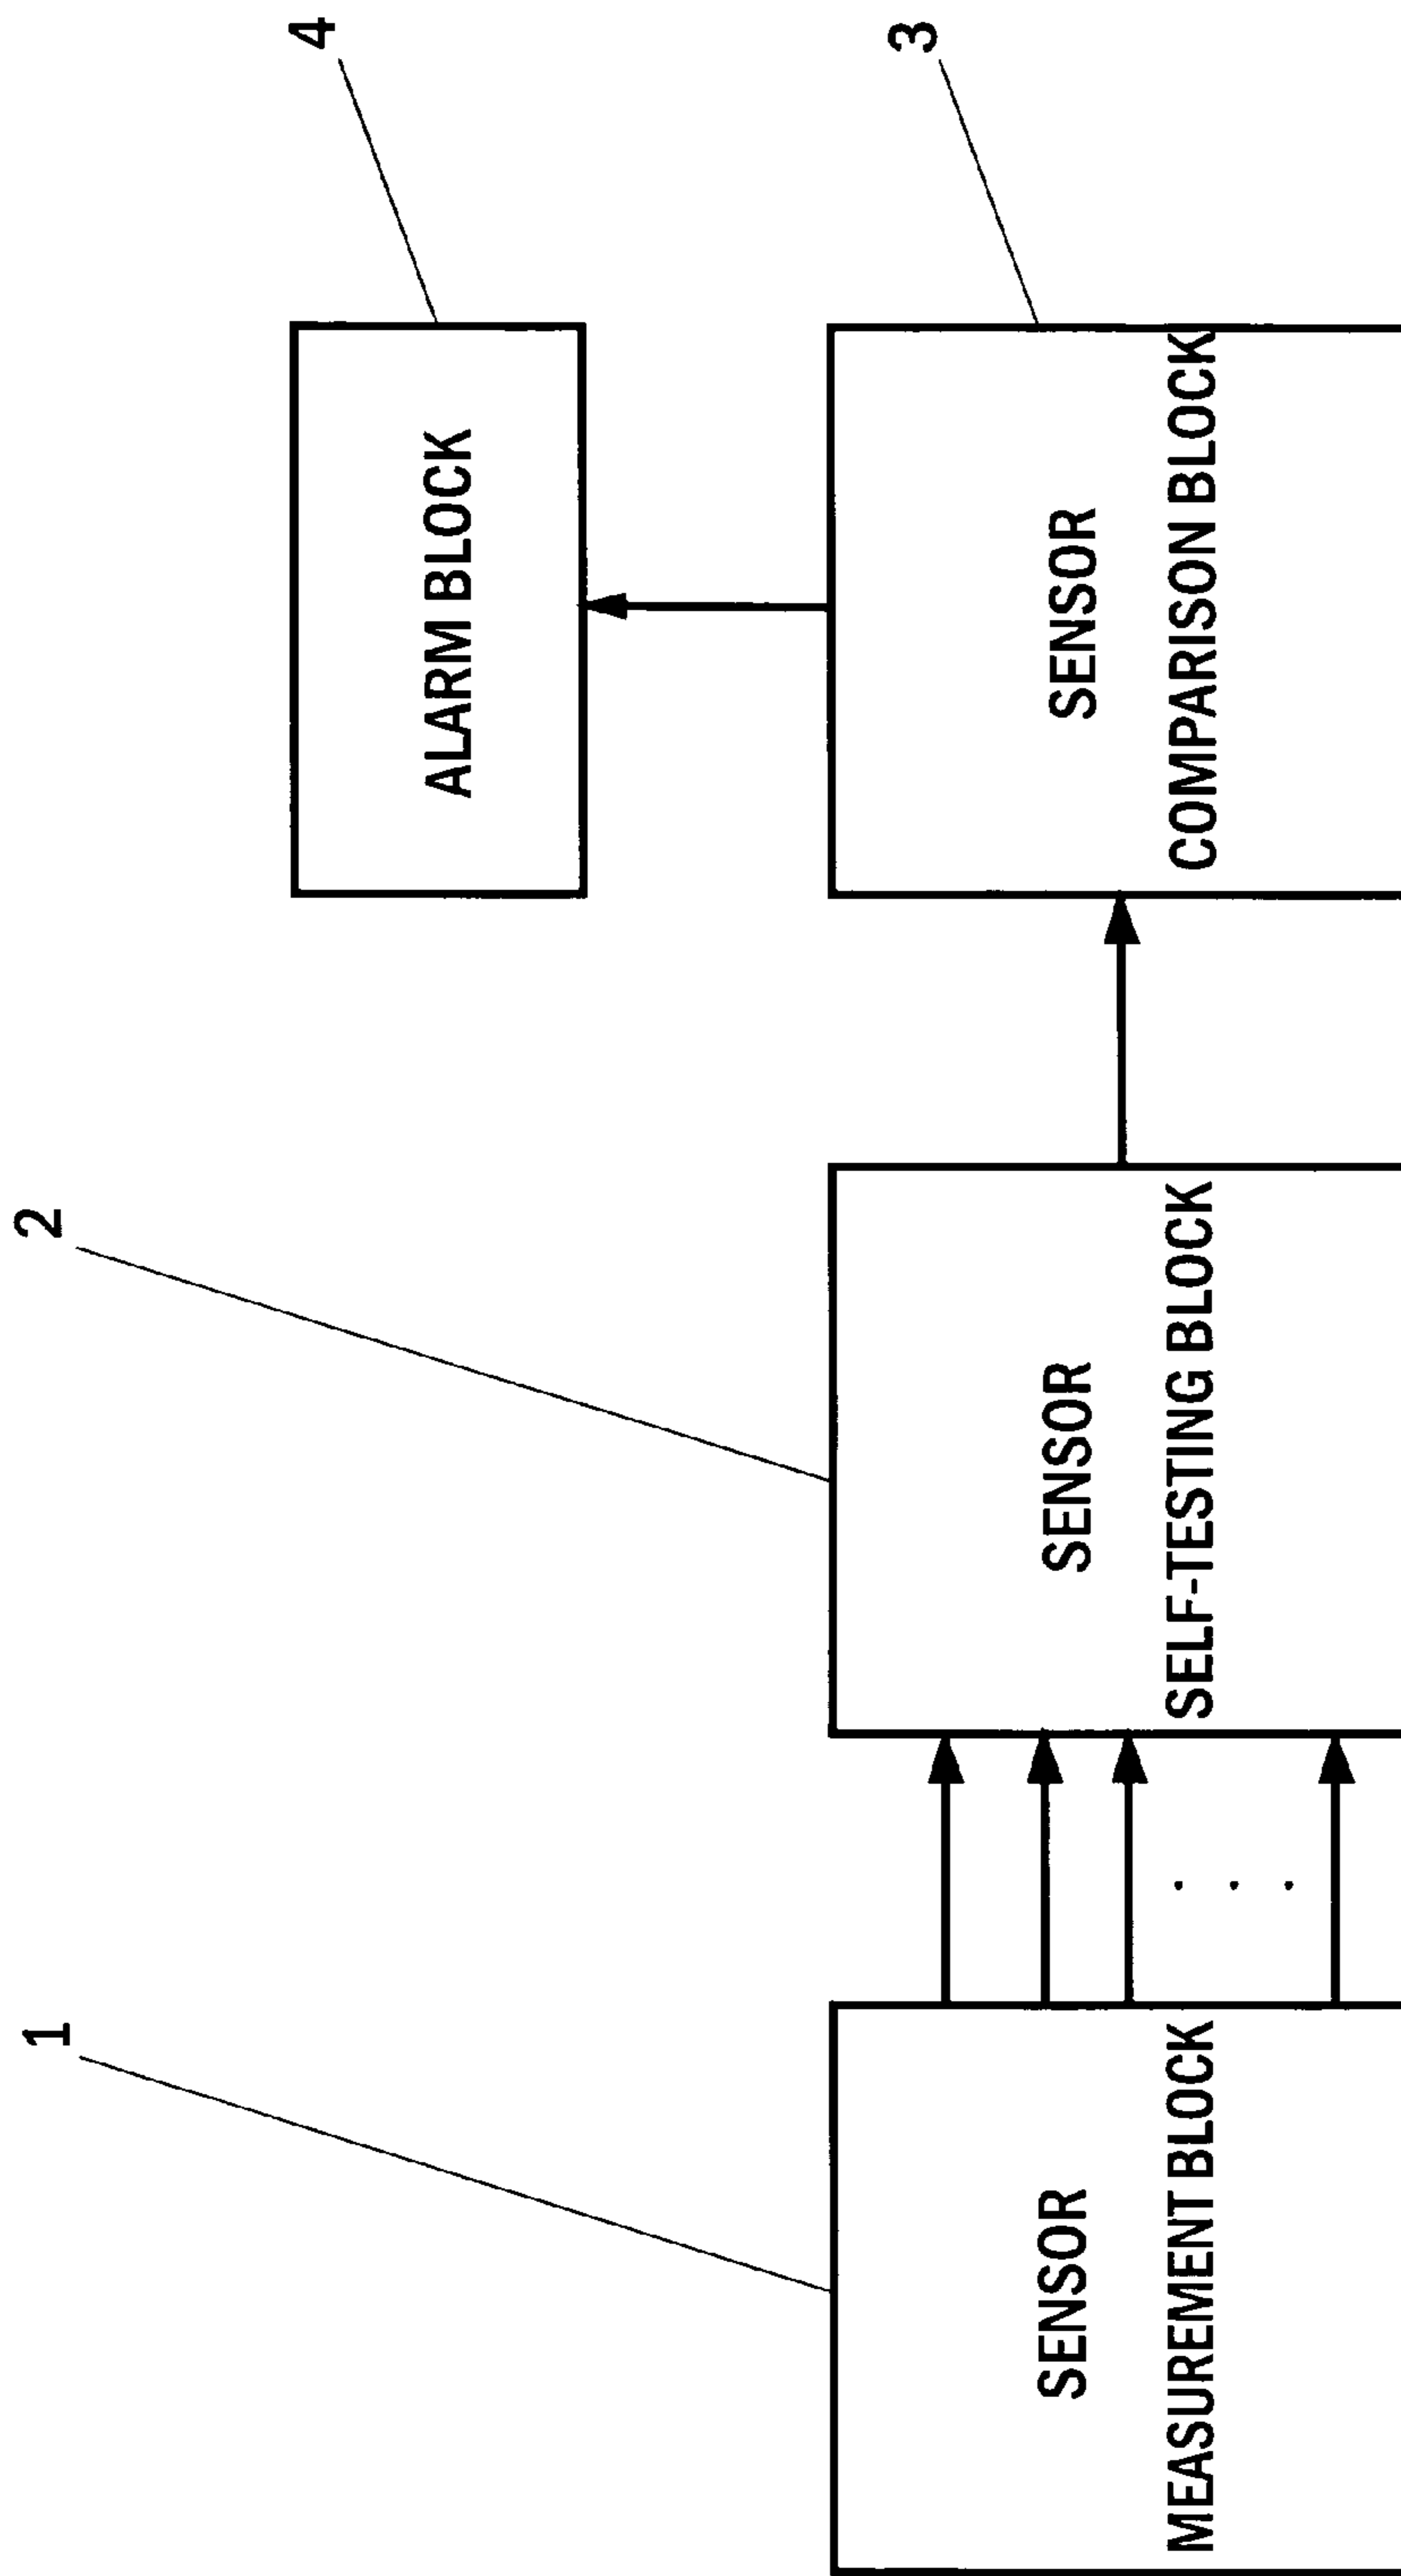 1
2
4
3
ALARM BLOCK
SENSOR
MEASUREMENT BLOCK
SENSOR
SELF-TESTING BLOCK
SENSOR
COMPARISON BLOCK
. . .